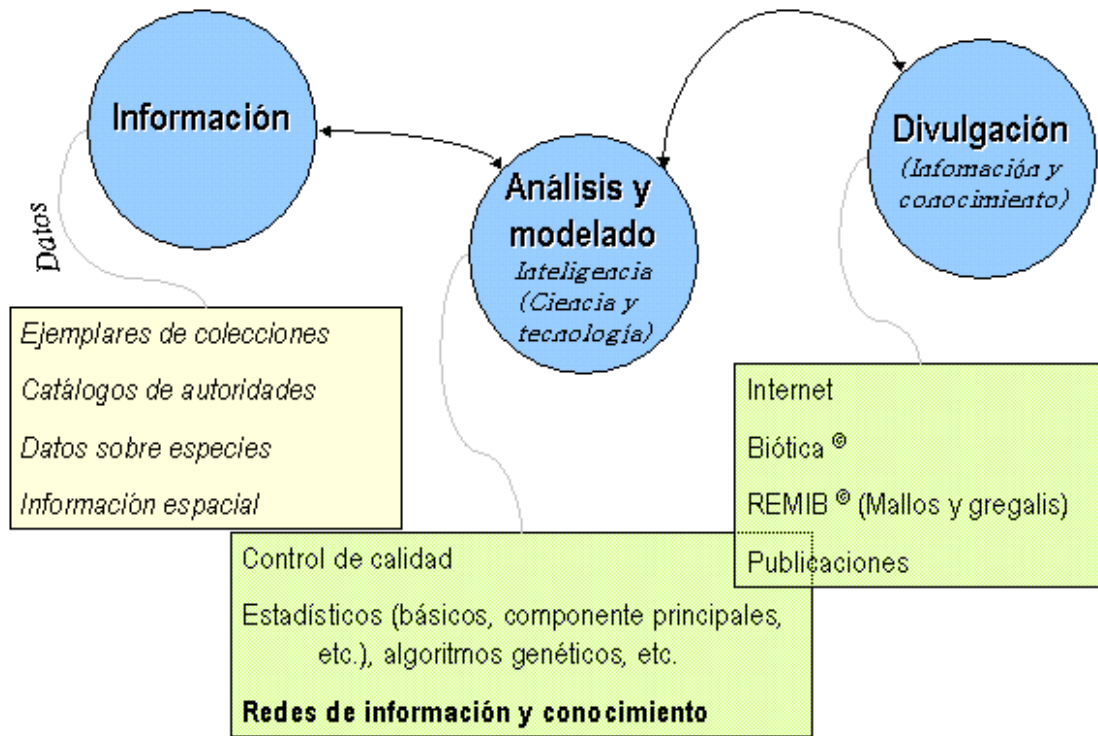 Información
Datos
Ejemplares de colecciones
Catálogos de autoridades
Datos sobre especies
Información espacial
Análisis y
modelado
Inteligencia
(Ciencia y
tecnología)
Control de calidad
Estadísticos (básicos, componente principales,
etc.), algoritmos genéticos, etc.
Redes de información y conocimiento
Divulgación
(Infomación y
conocimiento)
Internet
Biótica ©
REMIB © (Mallos y gregalis)
Publicaciones